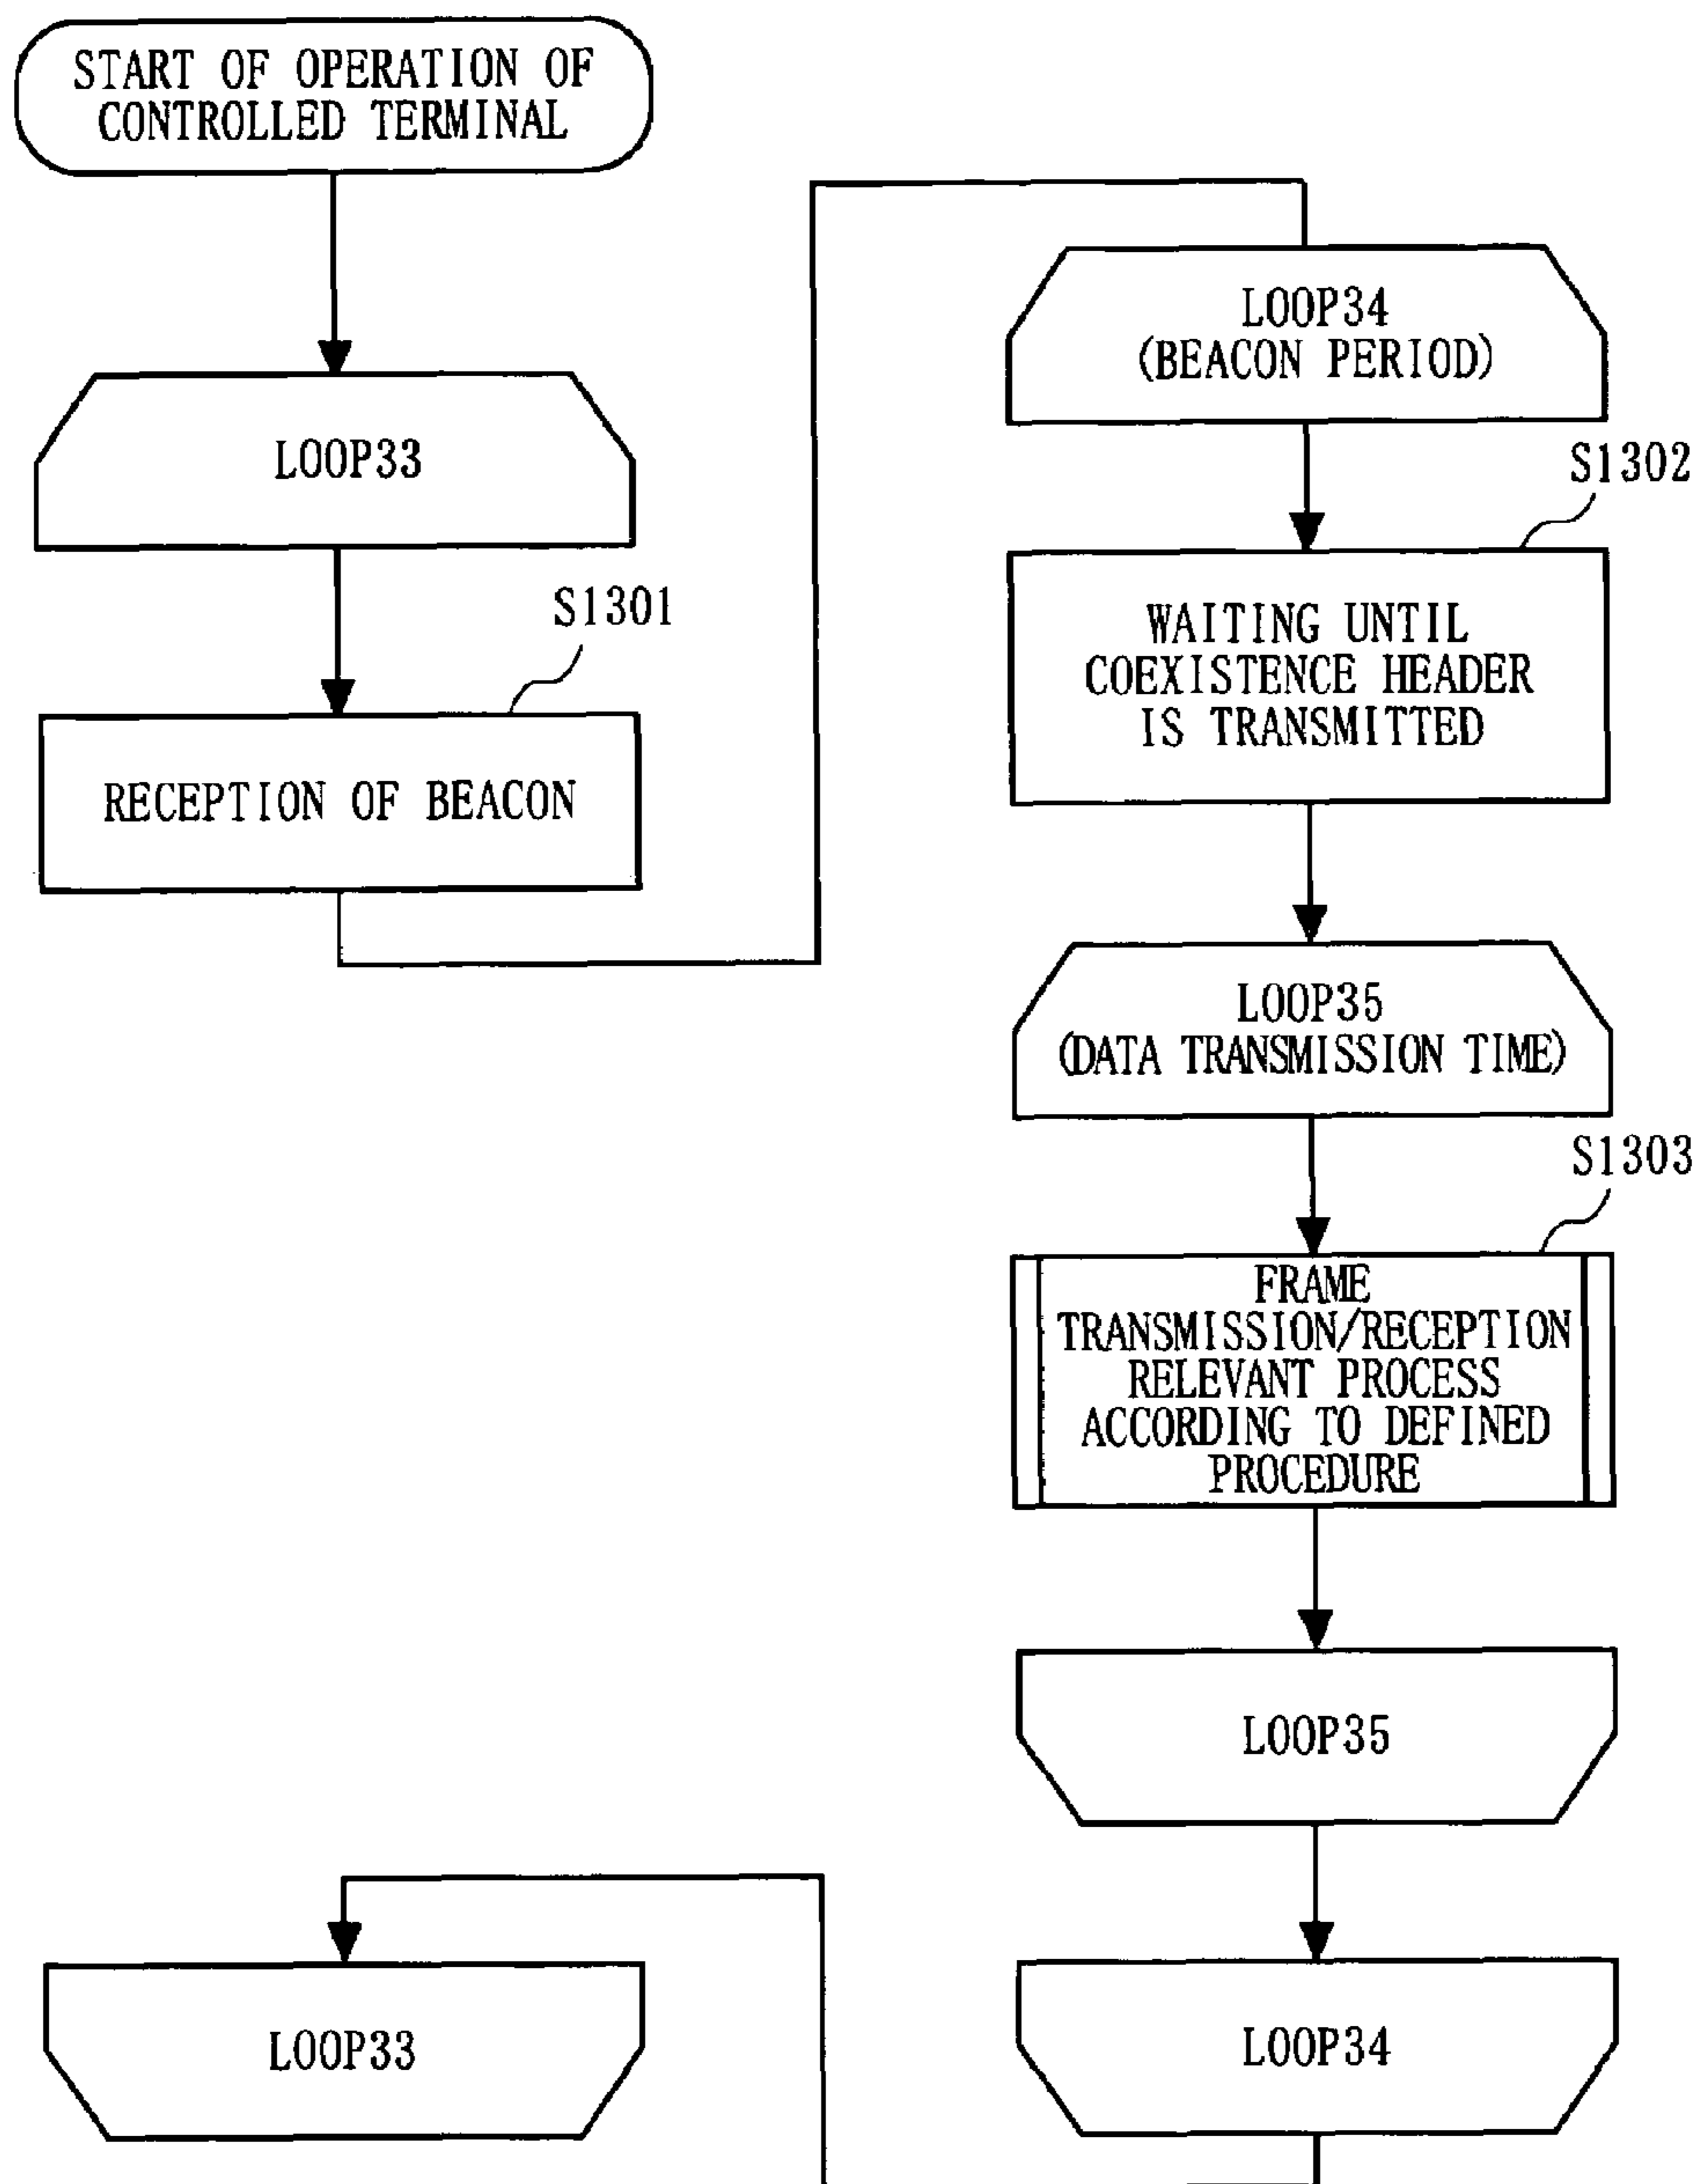 START OF OPERATION OF
CONTROLLED TERMINAL
LOOP33
S1301
RECEPTION OF BEACON
LOOP34
(BEACON PERIOD)
S1302
WAITING UNTIL
COEXISTENCE HEADER
IS TRANSMITTED
LOOP35
(DATA TRANSMISSION TIME)
S1303
FRAME
TRANSMISSION/RECEPTION
RELEVANT PROCESS
ACCORDING TO DEFINED
PROCEDURE
LOOP35
LOOP34
LOOP33